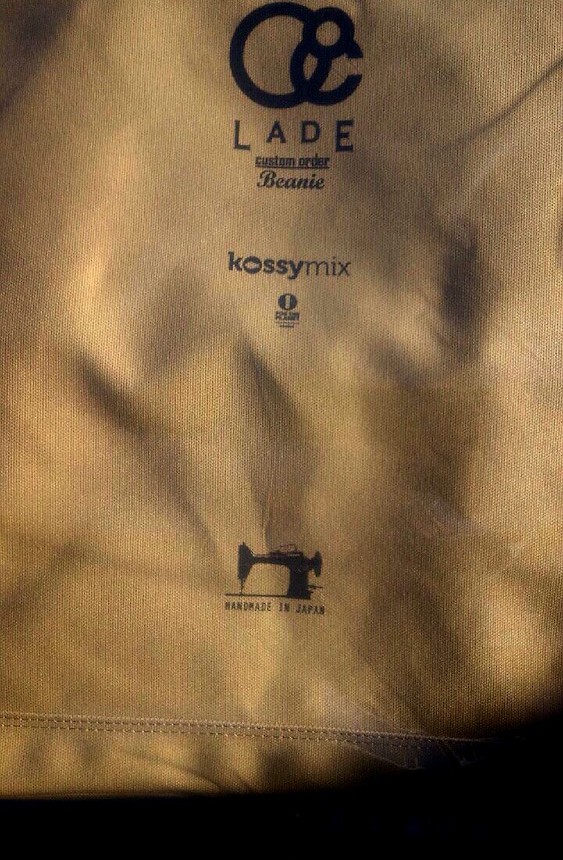 LADE
custom order
Beanie
kossymix
HANDMADE IN JAPAN